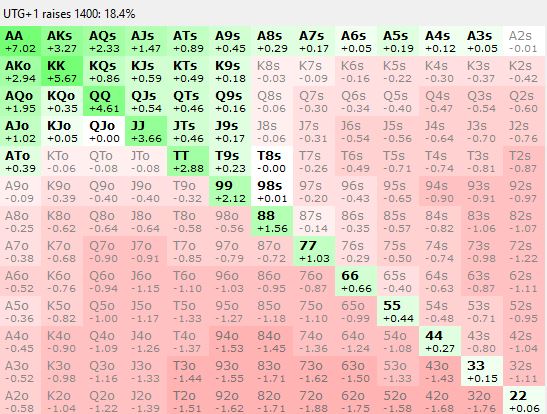 UTG+1 raises 1400: 18.4%
AA AKs AQs AJs ATs A9s A8s A7s A6s A5s A4s A3s A2s
+7.02 +3.27 +2.33 +1.47 +0.89 +0.45 +0.29 +0.17 +0.05 +0.19 +0.12 +0.05 -0.01
AKo KK KQs KJs KTs K9s K8s K7s K6s K5s K4s K3s K2s
+2.94 +5.67 +0.86 +0.59 +0.49 +0.18 -0.03 -0.09 -0.16 -0.22 -0.30 -0.37 -0.42
AQo KQo QQ QJs QTs Q9s Q8s Q7s Q6s Q5s Q4s Q3s Q2s
+1.95 +0.35 +4.61 +0.54 +0.46 +0.16 -0.06 -0.30 -0.34 -0.40 -0.47 -0.54 -0.60
AJo KJo QJo JJ JTs J9s J8s J7s J6s J5s J4s J3s J2s
+1.02 +0.05 +0.00 +3.66 +0.46 +0.17 -0.06 -0.31 -0.54 -0.56 -0.64 -0.70 -0.76
ATo KTo QTo JTo TT T9s T8s T7s T6s T5s T4s T3s T2s
+0.39 -0.06 -0.08 -0.08 +2.88 +0.23 -0.00 -0.26 -0.49 -0.71 -0.74 -0.81 -0.87
A9o K9o Q9o J9o T9o 99 98s 97s 96s 95s 94s 93s 92s
-0.09 -0.39 -0.40 -0.40 -0.32 +2.12 +0.01 -0.20 -0.43 -0.65 -0.90 -0.91 -0.97
A8o K8o Q8o J8o T8o 98o 88 87s 86s 85s 84s 83s 82s
-0.25 -0.62 -0.64 -0.64 -0.58 -0.56 +1.56 -0.14 -0.35 -0.57 -0.82 -1.06 -1.07
A7o K7o Q7o J7o T7o 97o 87o 77 76s 75s 74s 73s 72s
-0.38 -0.70 -0.90 -0.91 -0.85 -0.79 -0.72 +1.03 -0.29 -0.50 -0.74 -0.98 -1.22
A6o K6o Q6o J6o T6o 96o 86o 76o 66 65s 64s 63s 62s
-0.52 -0.76 -0.94 -1.15 -1.10 -1.03 -0.95 -0.87 +0.66 -0.40 -0.63 -0.87 -1.11
A5o K5o Q5o J5o T5o 95o 85o 75o 65o 55 54s 53s 52s
-0.36 -0.82 -1.00 -1.17 -1.33 -1.27 -1.18 -1.10 -0.99 +0.44 -0.48 -0.71 -0.95
A4o K4o Q4o J4o T4o 94o 84o 74o 64o 54o 44 43s 42s
-0.45 -0.90 -1.09 -1.26 -1.37 -1.53 -1.45 -1.36 -1.24 -1.08 +0.27 -0.80 -1.04
A3o K3o Q3o J3o T3o 93o 83o 73o 63o 53o 43o 33 32s
-0.52 -0.98 -1.16 -1.33 -1.44 -1.55 -1.71 -1.62 -1.50 -1.33 -1.43 +0.15 -1.11
A2o K2o Q2o J2o T2o 92o 82o 72o 62o 52o 42o 32o 22
-0.58 -1.04 -1.22 -1.39 -1.51 -1.62 -1.71 -1.88 -1.75 -1.58 -1.68 -1.76 +0.06